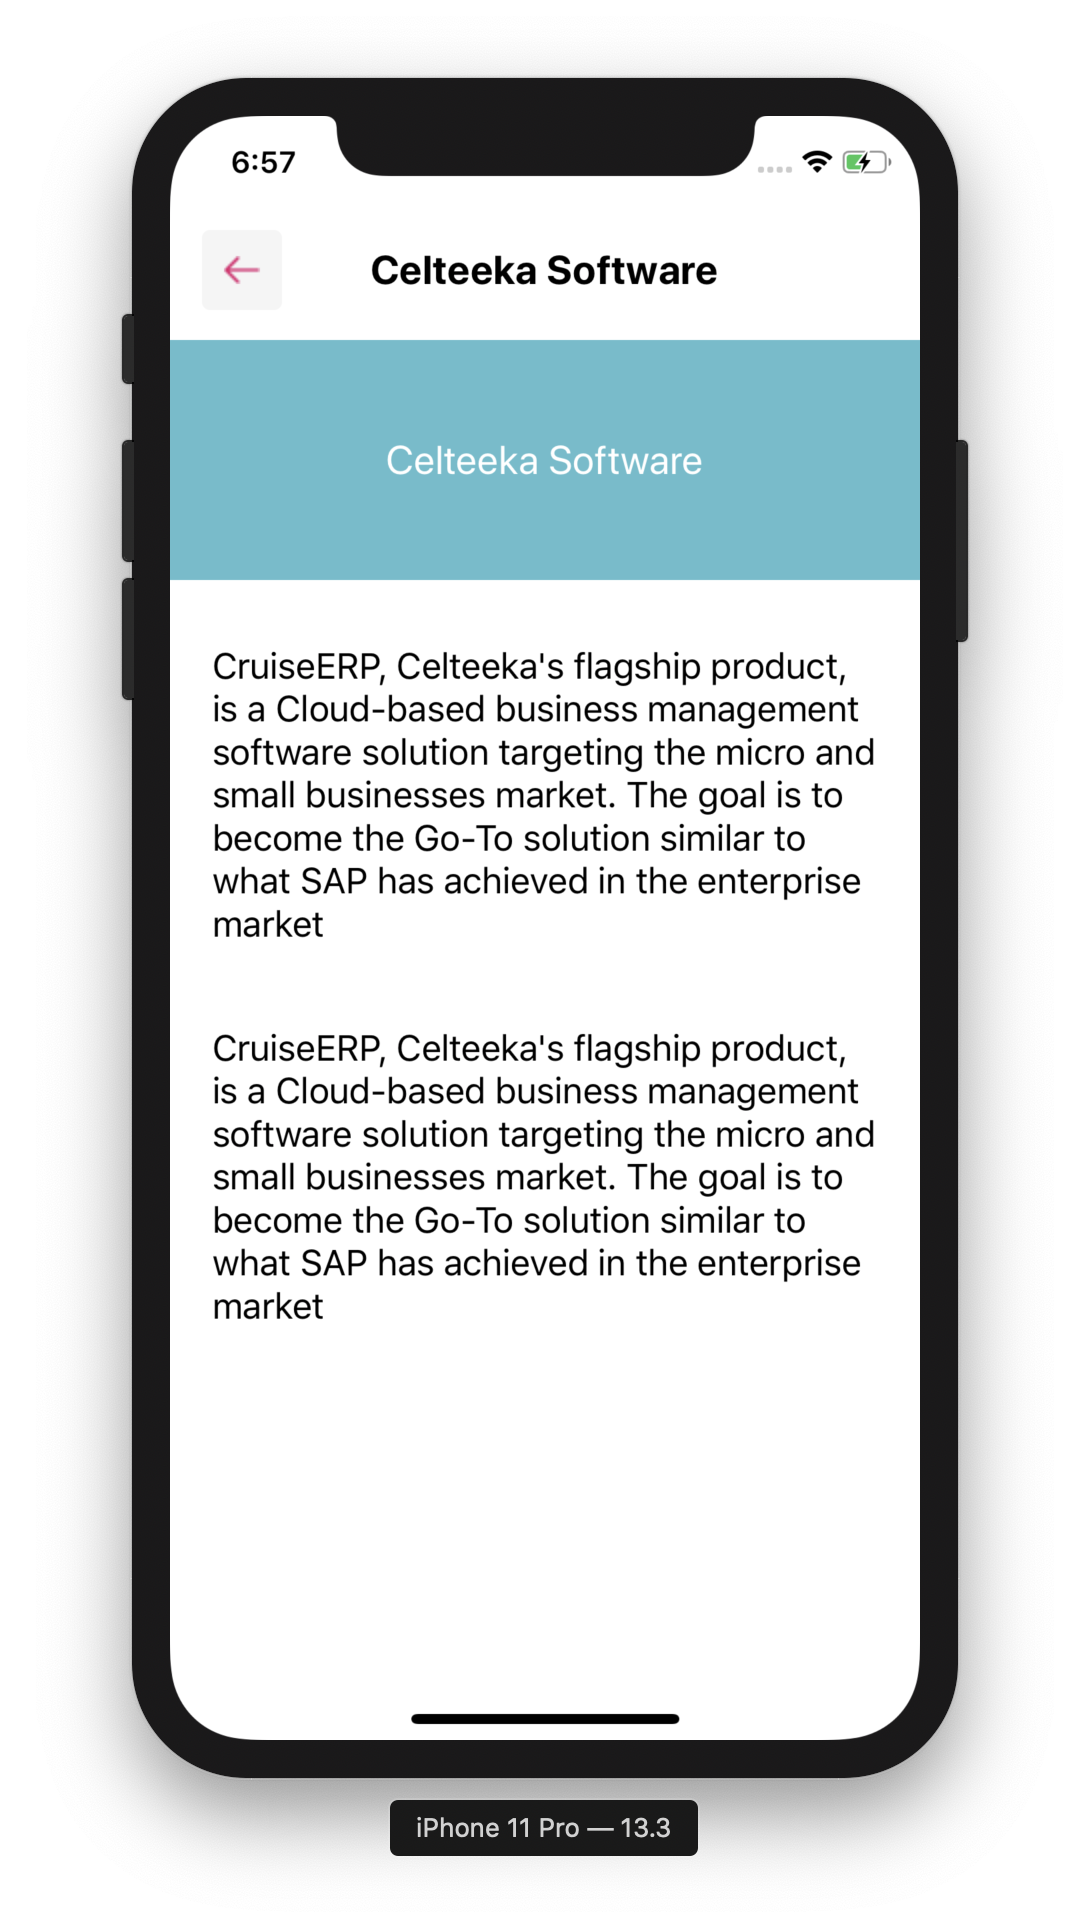 6:57
Celteeka Software
Celteeka Software
CruiseERP, Celteeka's flagship product,
is a Cloud-based business management
software solution targeting the micro and
small businesses market. The goal is to
become the Go-To solution similar to
what SAP has achieved in the enterprise
market
CruiseERP, Celteeka's flagship product,
is a Cloud-based business management
software solution targeting the micro and
small businesses market. The goal is to
become the Go-To solution similar to
what SAP has achieved in the enterprise
market
iPhone 11 Pro — 13.3